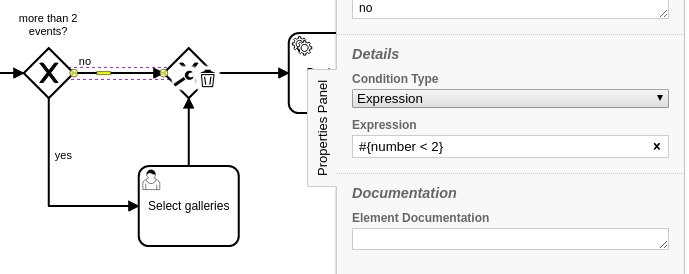 more than 2
events?
no
yes
Select galleries
Properties Panel
no
Details
Condition Type
Expression
Expression
#{number < 2}
Documentation
Element Documentation